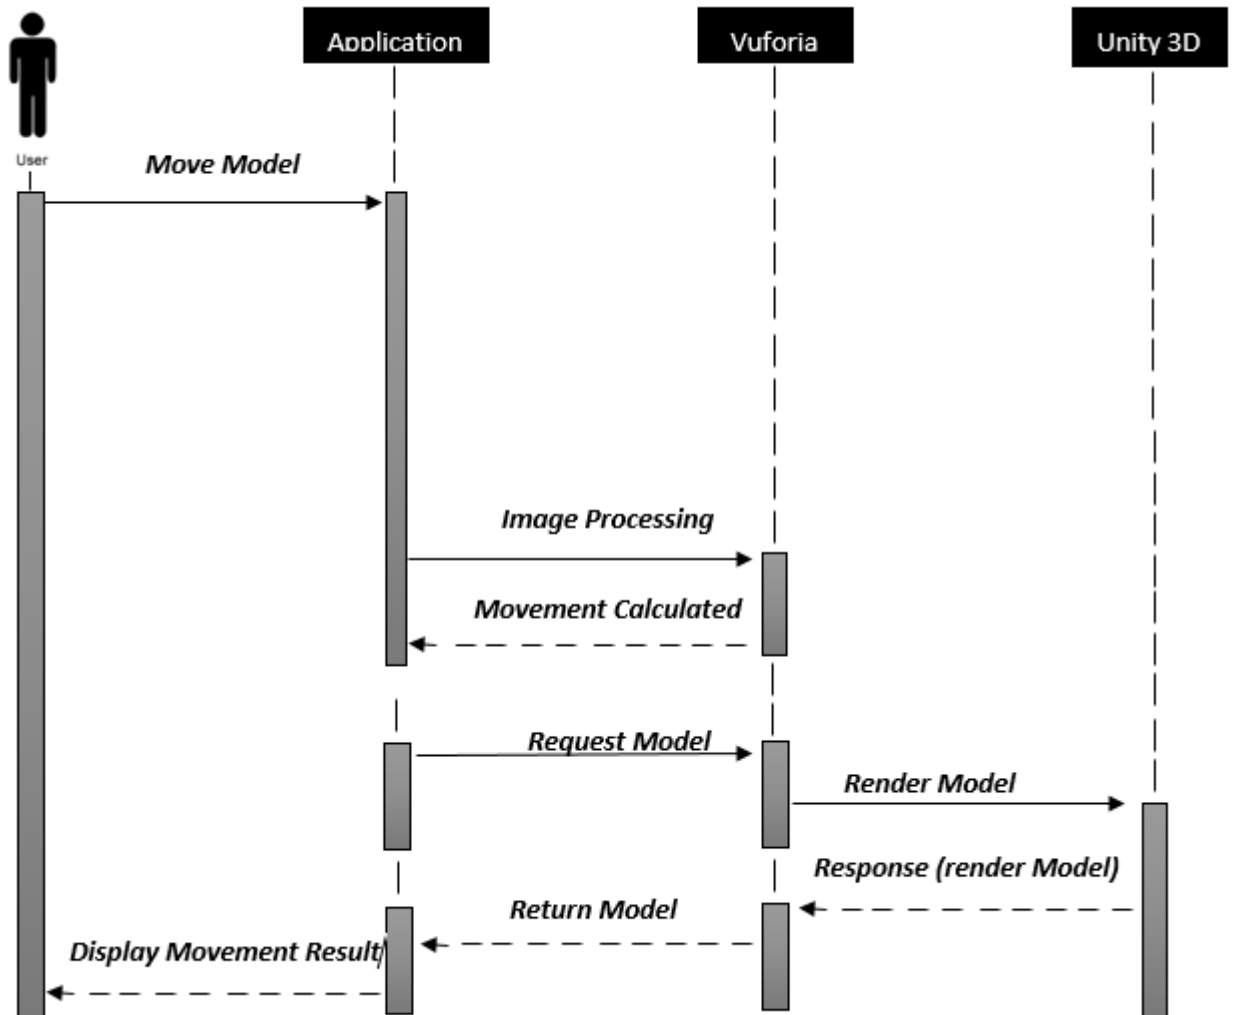 Application
Vuforia
Unity 3D
User
Move Model
Image Processing
Movement Calculated
Request Model
Render Model
Response (render Model)
Return Model
Display Movement Result